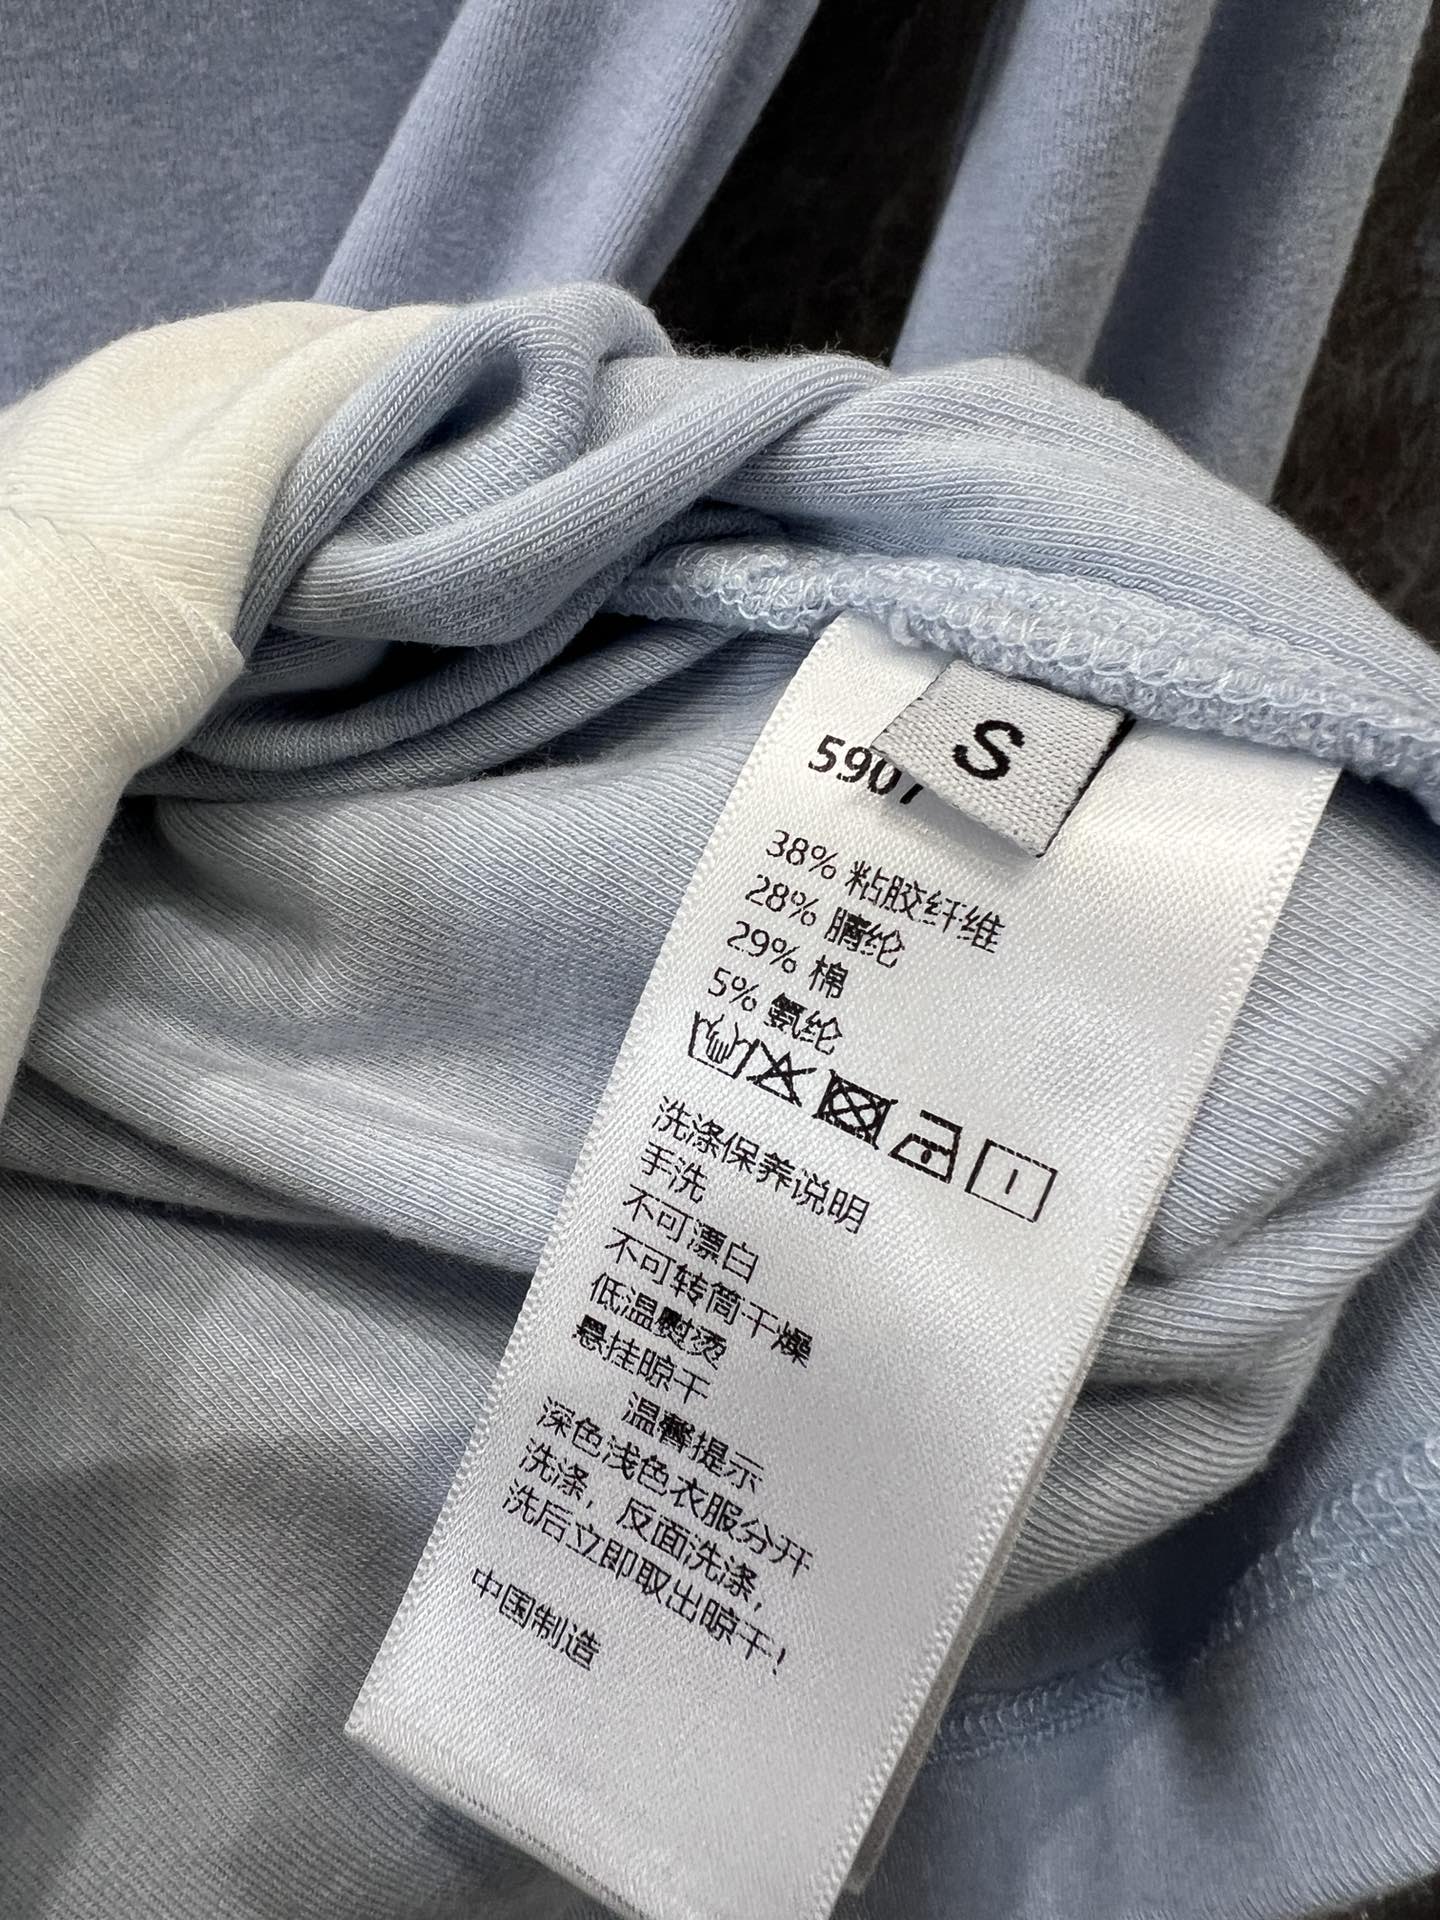 S
5907
38% 粘胶纤维
28% 腈纶
29% 棉
5% 氨纶
洗涤保养说明
手洗
不可漂白
不可转筒干燥
低温熨烫
悬挂晾干
温馨提示
深色浅色衣服分开
洗涤，反面洗涤，
洗后立即取出晾干!
中国制造